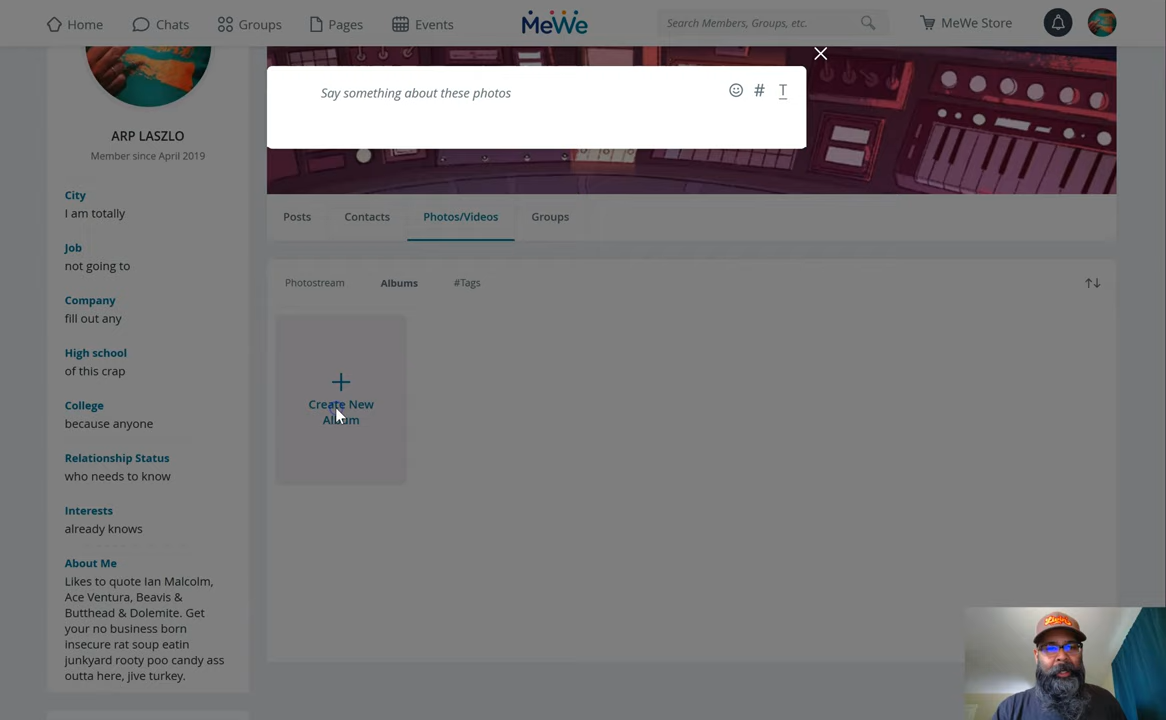 Home Chats Groups Pages Events MeWe Search Members, Groups, etc. MeWe Store
Say something about these photos # T
ARP LASZLO
Member since April 2019
City
I am totally
Job
not going to
Company
fill out any
High school
of this crap
College
because anyone
Relationship Status
who needs to know
Interests
already knows
About Me
Likes to quote Ian Malcolm,
Ace Ventura, Beavis &
Butthead & Dolemite. Get
your no business born
insecure rat soup eatin
junkyard rooty poo candy ass
outta here, jive turkey.
Posts Contacts Photos/Videos Groups
Photostream Albums #Tags
Create New
Album